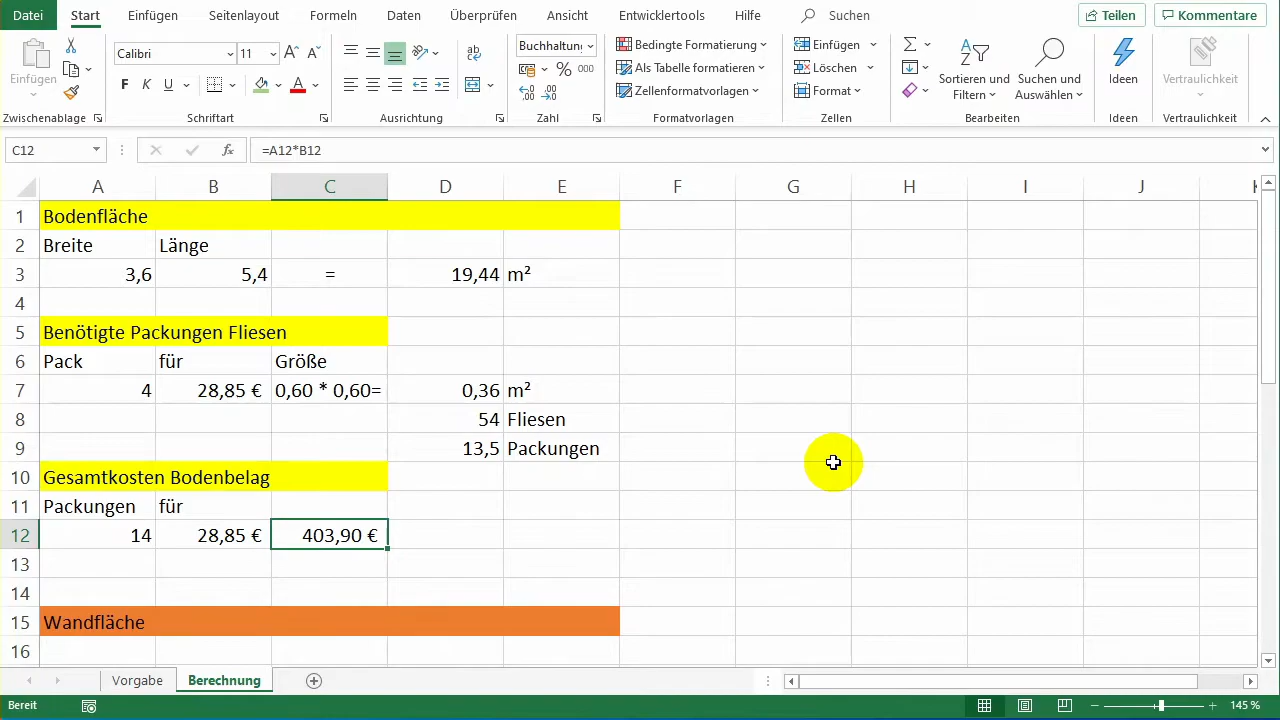 Datei Start Einfügen Seitenlayout Formeln Daten Überprüfen Ansicht Entwicklertools Hilfe Suchen Teilen Kommentare
Einfügen
Zwischenablage
Calibri 11
F K U
Schriftart
Ausrichtung
Buchhaltung
% 000
Zahl
Bedingte Formatierung
Als Tabelle formatieren
Zellenformatvorlagen
Formatvorlagen
Einfügen
Löschen
Format
Zellen
Sortieren und Filtern
Suchen und Auswählen
Bearbeiten
Ideen
Ideen
Vertraulichkeit
Vertraulichkeit
C12 fx =A12*B12
A B C D E F G H I J K
1 Bodenfläche
2 Breite Länge
3 3,6 5,4 = 19,44 m²
4
5 Benötigte Packungen Fliesen
6 Pack für Größe
7 4 28,85 € 0,60 * 0,60= 0,36 m²
8 54 Fliesen
9 13,5 Packungen
10 Gesamtkosten Bodenbelag
11 Packungen für
12 14 28,85 € 403,90 €
13
14
15 Wandfläche
16
Vorgabe Berechnung
Bereit 145 %